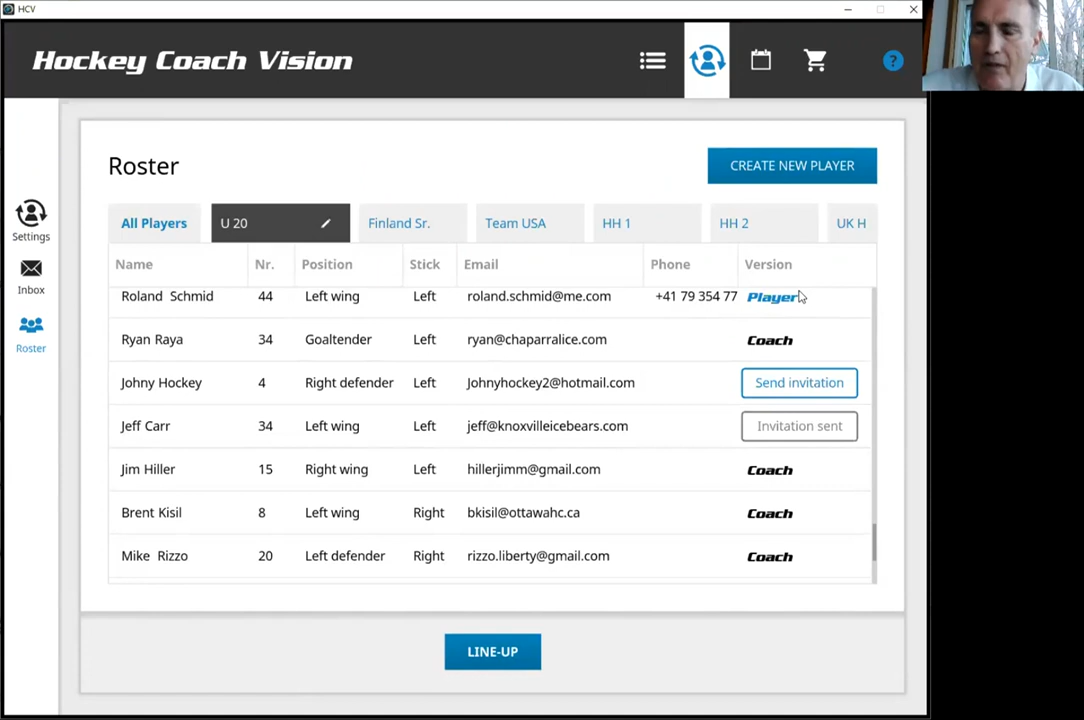 HCV
Hockey Coach Vision
?
Roster
CREATE NEW PLAYER
Settings
Inbox
Roster
All Players U 20 Finland Sr. Team USA HH 1 HH 2 UK H
Name Nr. Position Stick Email Phone Version
Roland Schmid 44 Left wing Left roland.schmid@me.com +41 79 354 77 Player
Ryan Raya 34 Goaltender Left ryan@chaparralice.com Coach
Johny Hockey 4 Right defender Left Johnyhockey2@hotmail.com Send invitation
Jeff Carr 34 Left wing Left jeff@knoxvilleicebears.com Invitation sent
Jim Hiller 15 Right wing Left hillerjimm@gmail.com Coach
Brent Kisil 8 Left wing Right bkisil@ottawahc.ca Coach
Mike Rizzo 20 Left defender Right rizzo.liberty@gmail.com Coach
LINE-UP